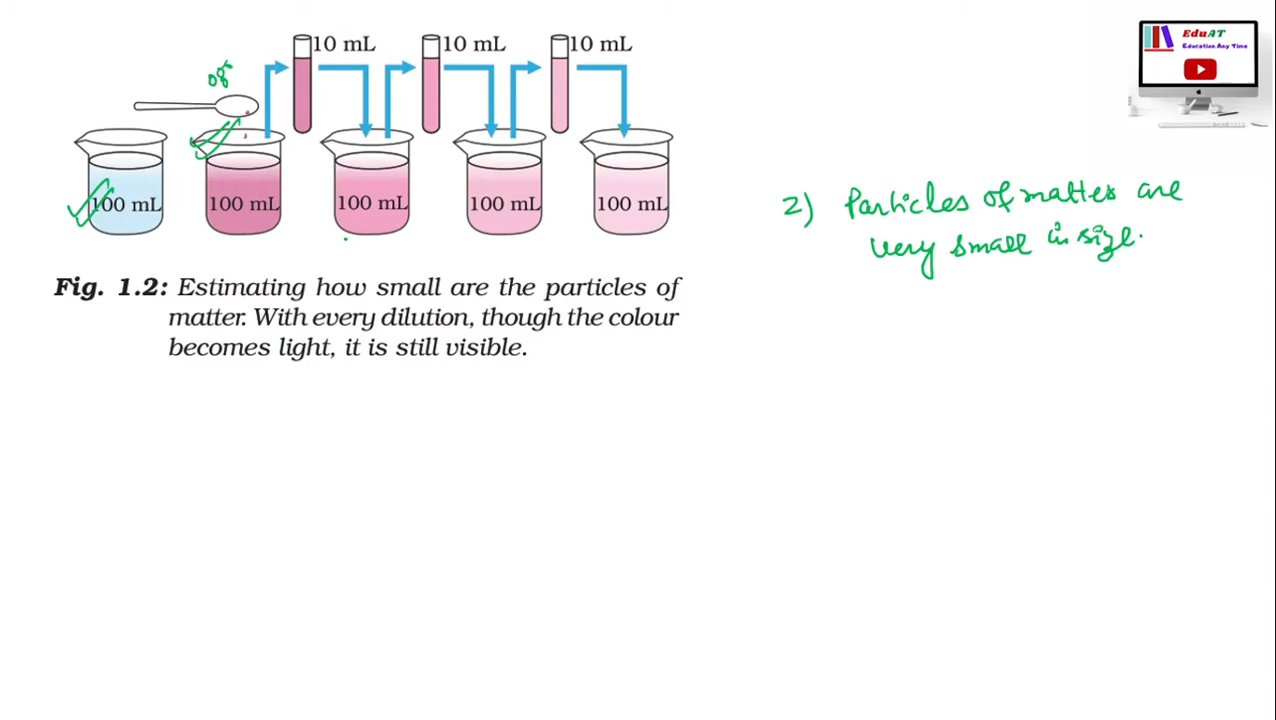 10 mL
10 mL
10 mL
100 mL
100 mL
100 mL
100 mL
100 mL
Fig. 1.2: Estimating how small are the particles of
matter. With every dilution, though the colour
becomes light, it is still visible.
2) Particles of matter are
very small in size.
EduAT
Education Any Time